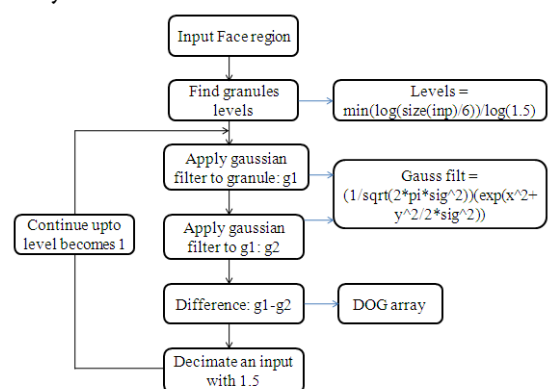 Input Face region
Find granules
levels
Levels =
min(log(size(inp)/6))/log(1.5)
Apply gaussian
filter to granule: g1
Gauss filt =
(1/sqrt(2*pi*sig^2))(exp(x^2+
y^2/2*sig^2))
Continue upto
level becomes 1
Apply gaussian
filter to g1: g2
Difference: g1-g2
DOG array
Decimate an input
with 1.5